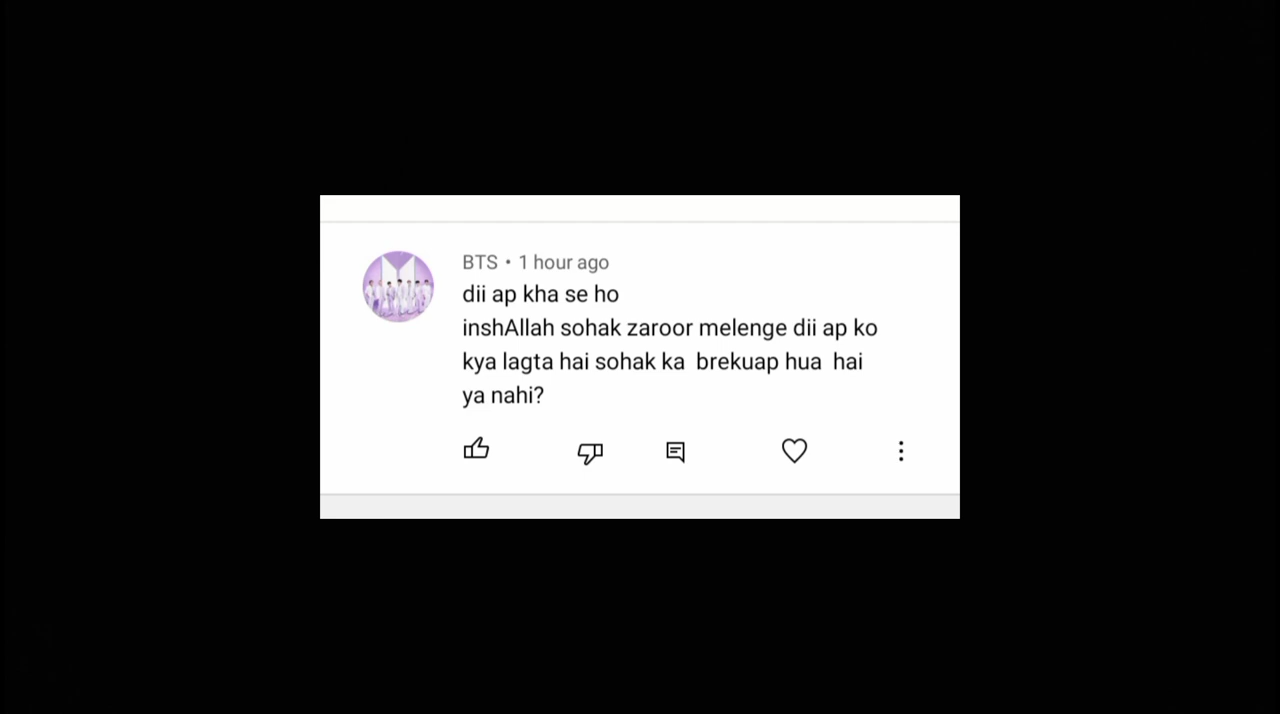 BTS • 1 hour ago
dii ap kha se ho
inshAllah sohak zaroor melenge dii ap ko
kya lagta hai sohak ka  brekuap hua  hai
ya nahi?